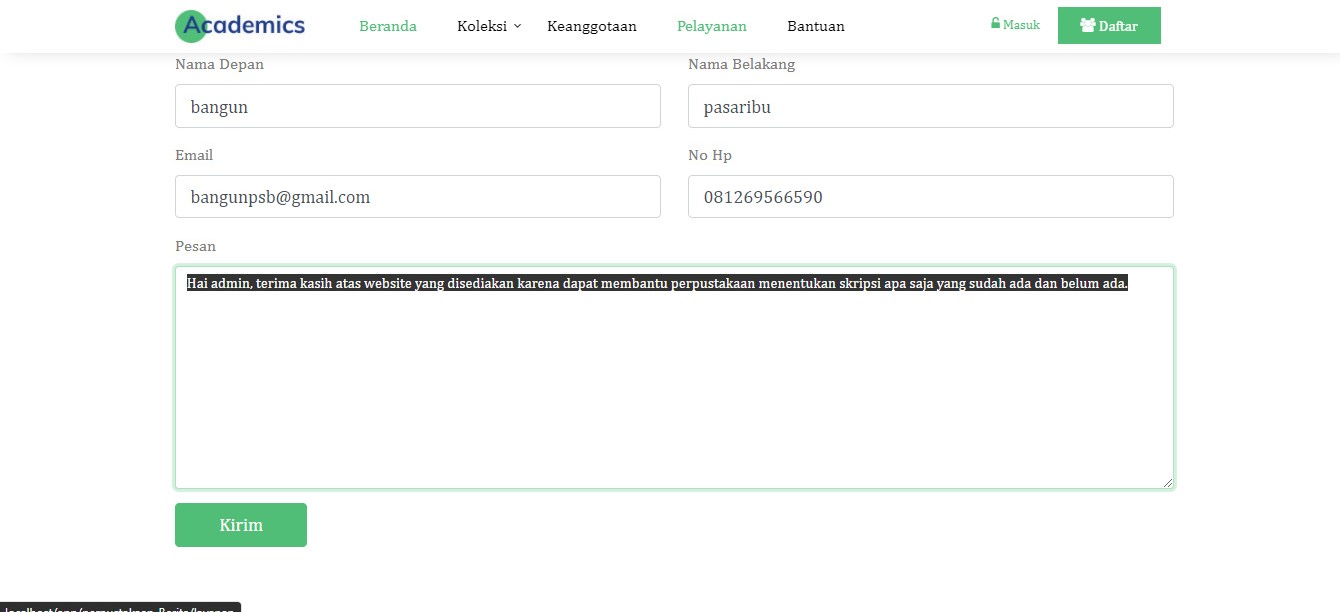 Academics
Beranda Koleksi Keanggotaan Pelayanan Bantuan Masuk Daftar
Nama Depan Nama Belakang
bangun pasaribu
Email No Hp
bangunpsb@gmail.com 081269566590
Pesan
Hai admin, terima kasih atas website yang disediakan karena dapat membantu perpustakaan menentukan skripsi apa saja yang sudah ada dan belum ada.
Kirim